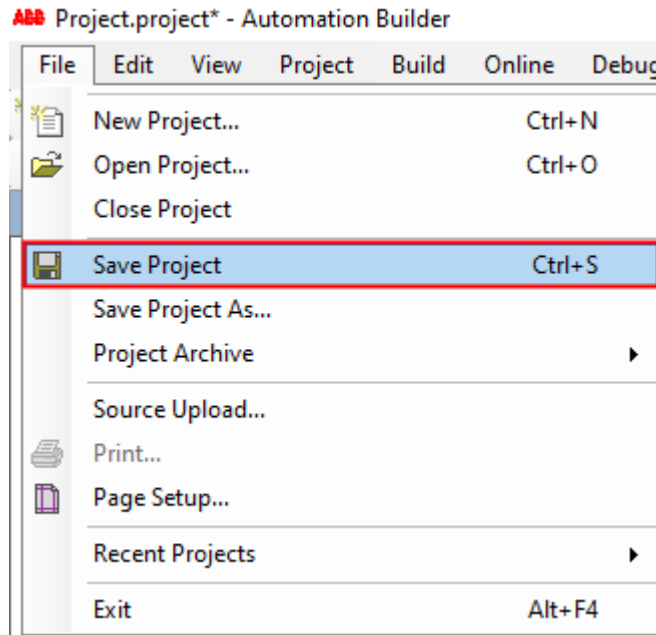 ABB Project.project* - Automation Builder
File Edit View Project Build Online Debug
New Project... Ctrl+N
Open Project... Ctrl+O
Close Project
Save Project Ctrl+S
Save Project As...
Project Archive
Source Upload...
Print...
Page Setup...
Recent Projects
Exit Alt+F4